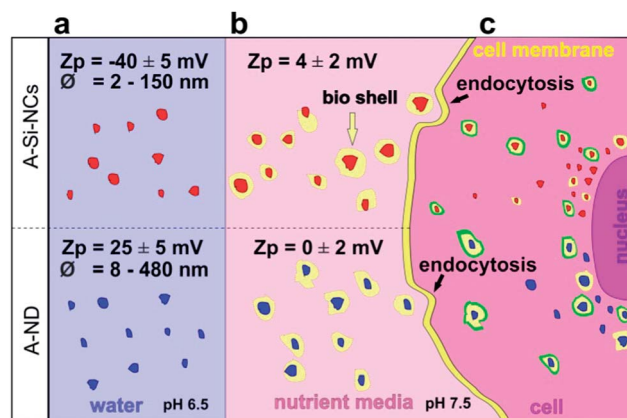 a
b
c
A-Si-NCs
Zp = -40 ± 5 mV
Ø = 2 - 150 nm
Zp = 4 ± 2 mV
bio shell
cell membrane
endocytosis
nucleus
A-ND
Zp = 25 ± 5 mV
Ø = 8 - 480 nm
Zp = 0 ± 2 mV
endocytosis
water
pH 6.5
nutrient media
pH 7.5
cell